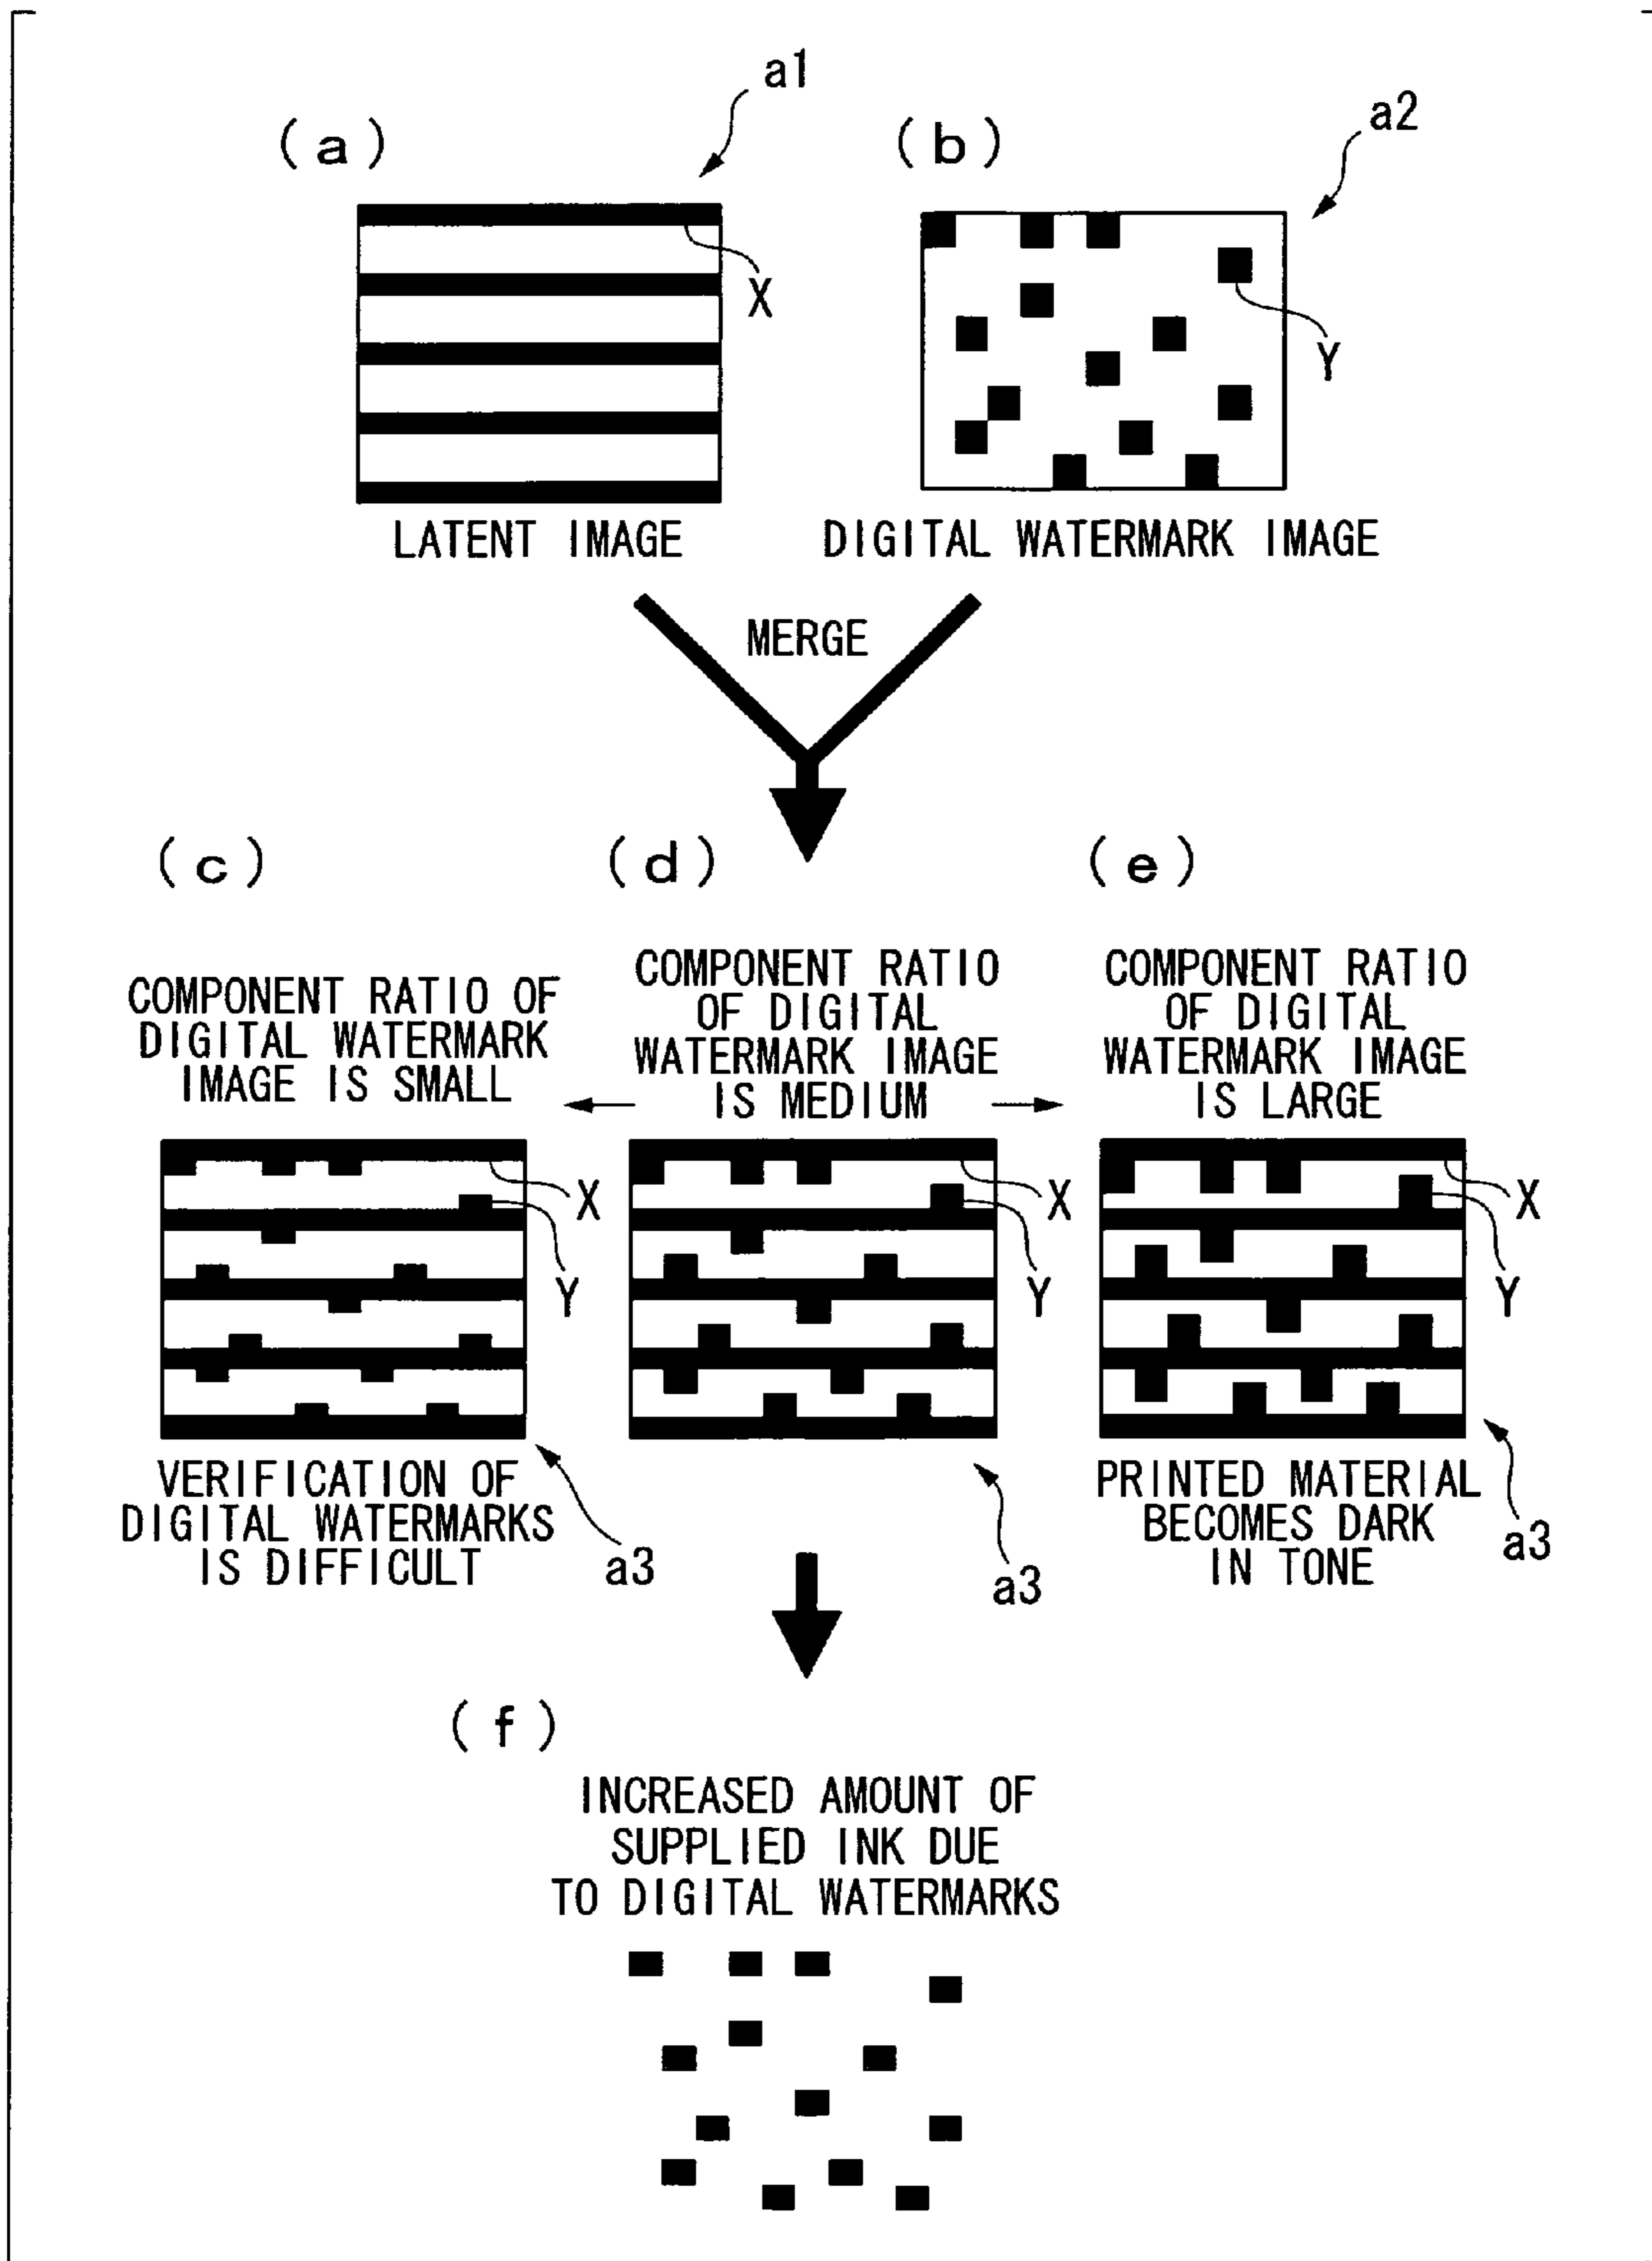 a1
(a)
(b)
a2
X
Y
LATENT IMAGE
DIGITAL WATERMARK IMAGE
MERGE
(c)
(d)
(e)
COMPONENT RATIO OF
DIGITAL WATERMARK
IMAGE IS SMALL
COMPONENT RATIO
OF DIGITAL
WATERMARK IMAGE
IS MEDIUM
COMPONENT RATIO
OF DIGITAL
WATERMARK IMAGE
IS LARGE
X
Y
X
Y
X
Y
VERIFICATION OF
DIGITAL WATERMARKS
IS DIFFICULT
a3
a3
PRINTED MATERIAL
BECOMES DARK
IN TONE
a3
(f)
INCREASED AMOUNT OF
SUPPLIED INK DUE
TO DIGITAL WATERMARKS